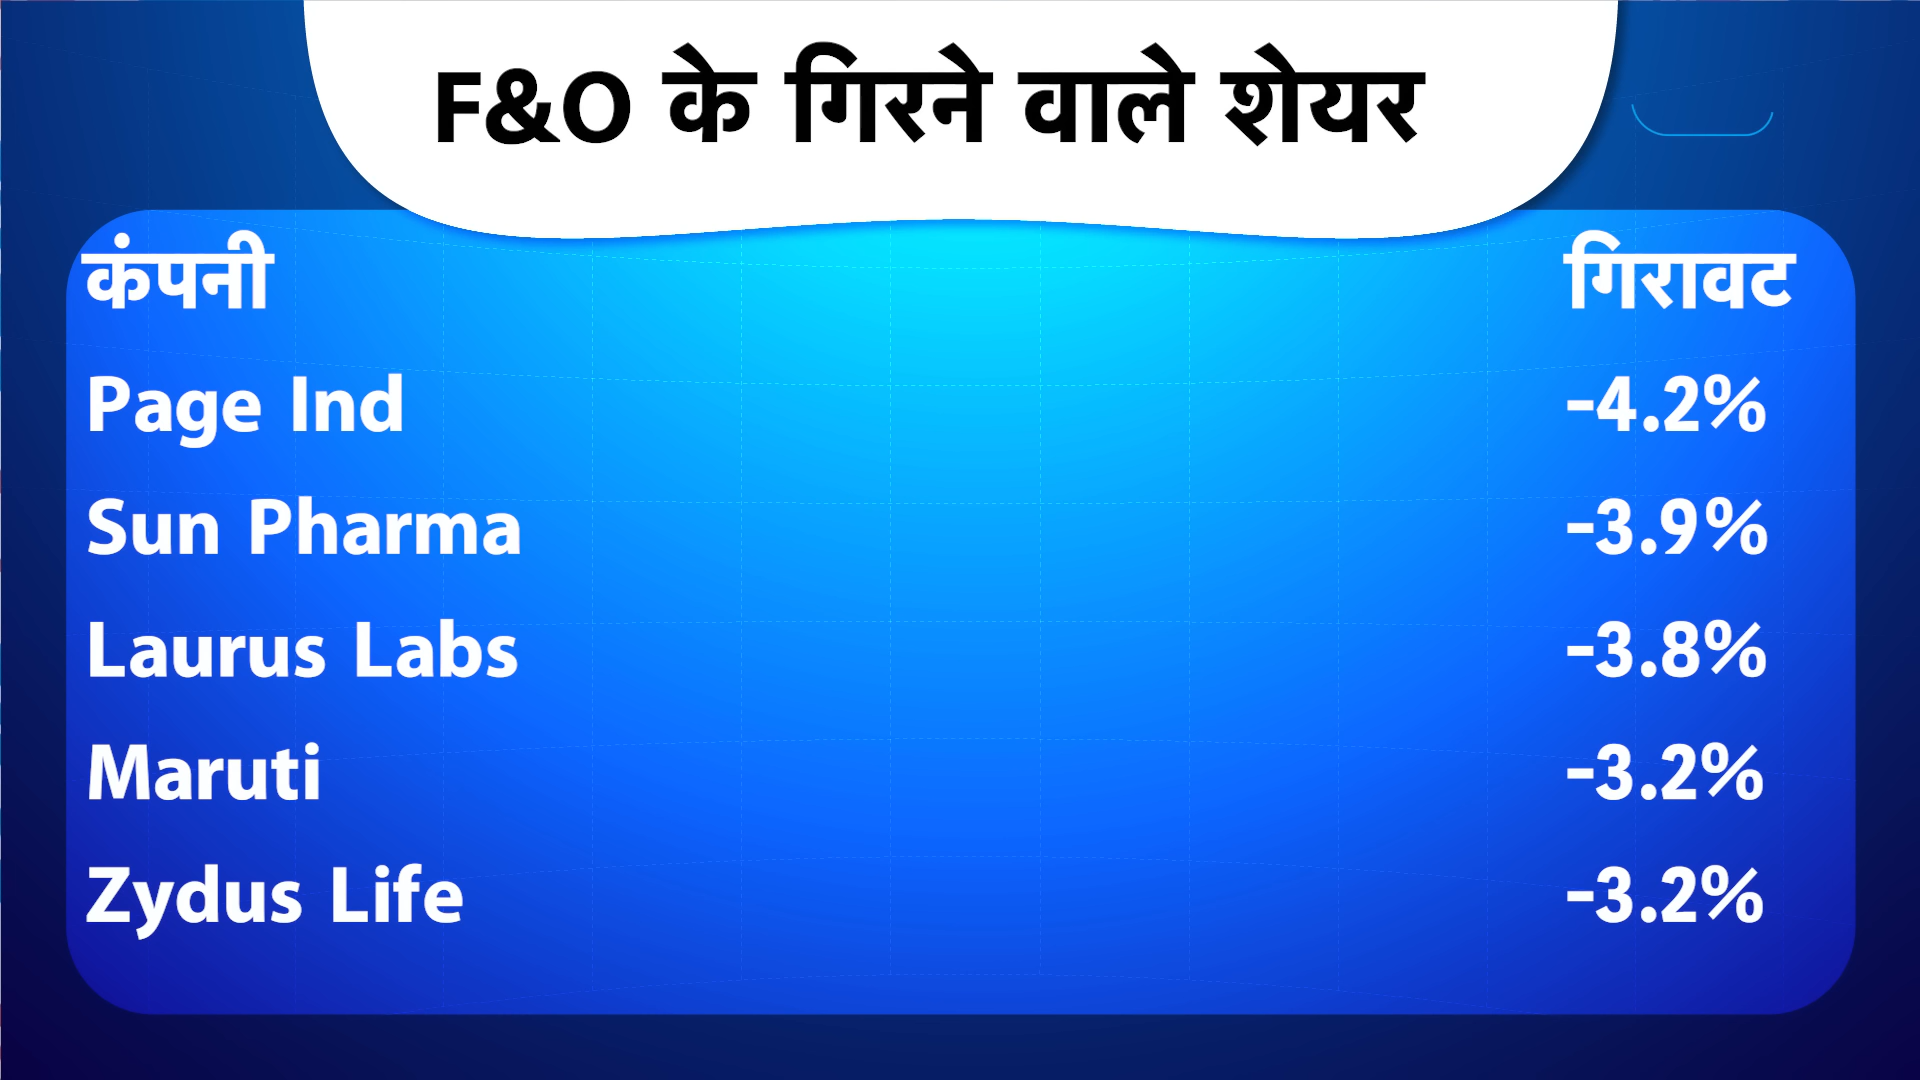 F&O के गिरने वाले शेयर
कंपनी गिरावट
Page Ind -4.2%
Sun Pharma -3.9%
Laurus Labs -3.8%
Maruti -3.2%
Zydus Life -3.2%